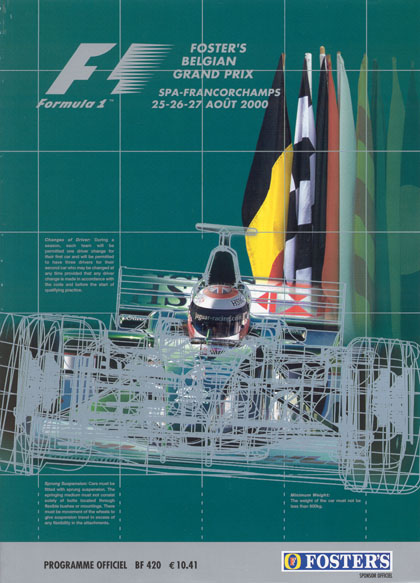 FOSTER'S
BELGIAN
GRAND PRIX
F1
Formula 1™
SPA-FRANCORCHAMPS
25-26-27 AOÛT 2000
Changes of Driver: During a
season, each team will be
permitted one driver change for
their first car and will be permitted
to have three drivers for their
second car who may be changed at
any time provided that any driver
change is made in accordance with
the code and before the start of
qualifying practice.
HSBC
jaguar-racing.com
Sprung Suspension: Cars must be
fitted with sprung suspension. The
springing medium must not consist
solely of bolts located through
flexible bushes or mountings. There
must be movement of the wheels to
give suspension travel in excess of
any flexibility in the attachments.
Minimum Weight:
The weight of the car must not be
less than 600kg.
PROGRAMME OFFICIEL BF 420 € 10.41
FOSTER'S
SPONSOR OFFICIEL